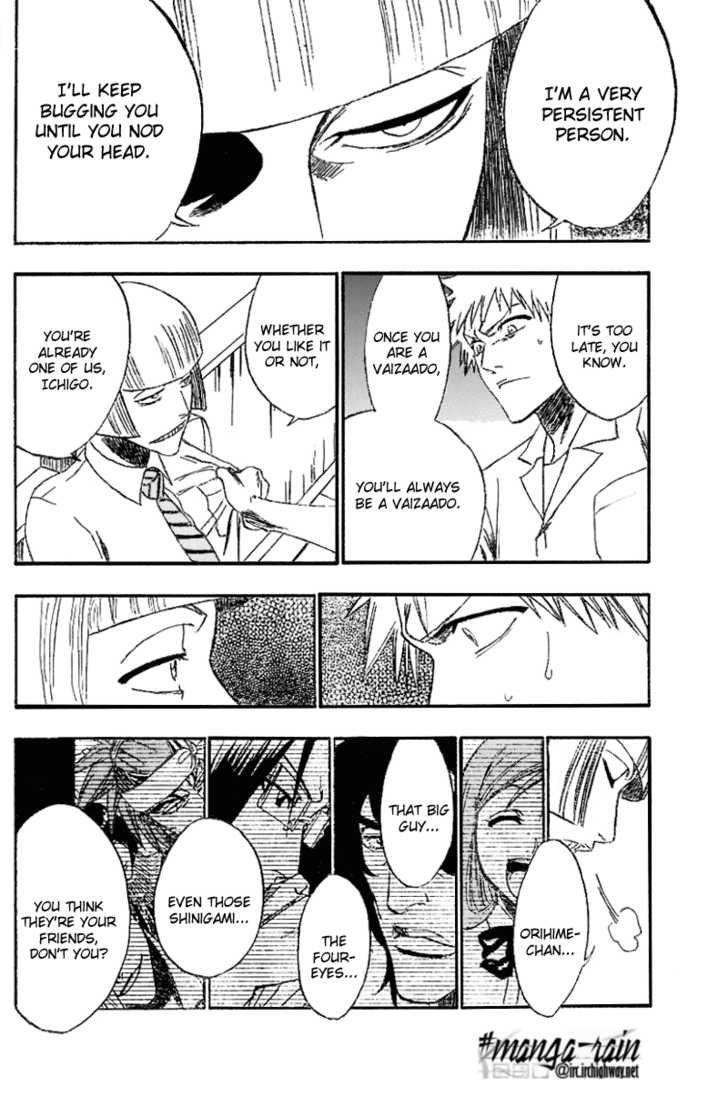 I'M A VERY
PERSISTENT
PERSON.
I'LL KEEP
BUGGING YOU
UNTIL YOU NOD
YOUR HEAD.
IT'S TOO
LATE, YOU
KNOW.
ONCE YOU
ARE A
VAIZAADO,
YOU'LL ALWAYS
BE A VAIZAADO.
WHETHER
YOU LIKE IT
OR NOT,
YOU'RE
ALREADY
ONE OF US,
ICHIGO.
ORIHIME-
CHAN...
THAT BIG
GUY...
THE
FOUR-
EYES...
EVEN THOSE
SHINIGAMI...
YOU THINK
THEY'RE YOUR
FRIENDS,
DON'T YOU?
#manga-rain
@irc.irchighway.net